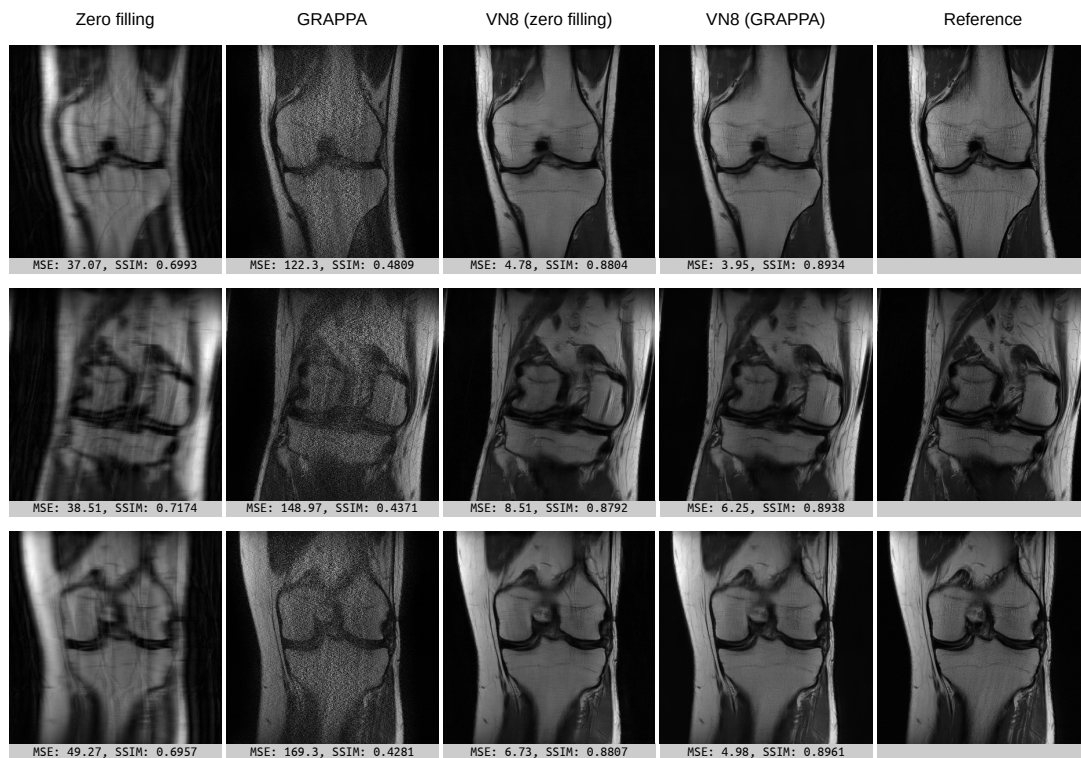 Zero filling GRAPPA VN8 (zero filling) VN8 (GRAPPA) Reference
MSE: 37.07, SSIM: 0.6993 MSE: 122.3, SSIM: 0.4809 MSE: 4.78, SSIM: 0.8804 MSE: 3.95, SSIM: 0.8934
MSE: 38.51, SSIM: 0.7174 MSE: 148.97, SSIM: 0.4371 MSE: 8.51, SSIM: 0.8792 MSE: 6.25, SSIM: 0.8938
MSE: 49.27, SSIM: 0.6957 MSE: 169.3, SSIM: 0.4281 MSE: 6.73, SSIM: 0.8807 MSE: 4.98, SSIM: 0.8961